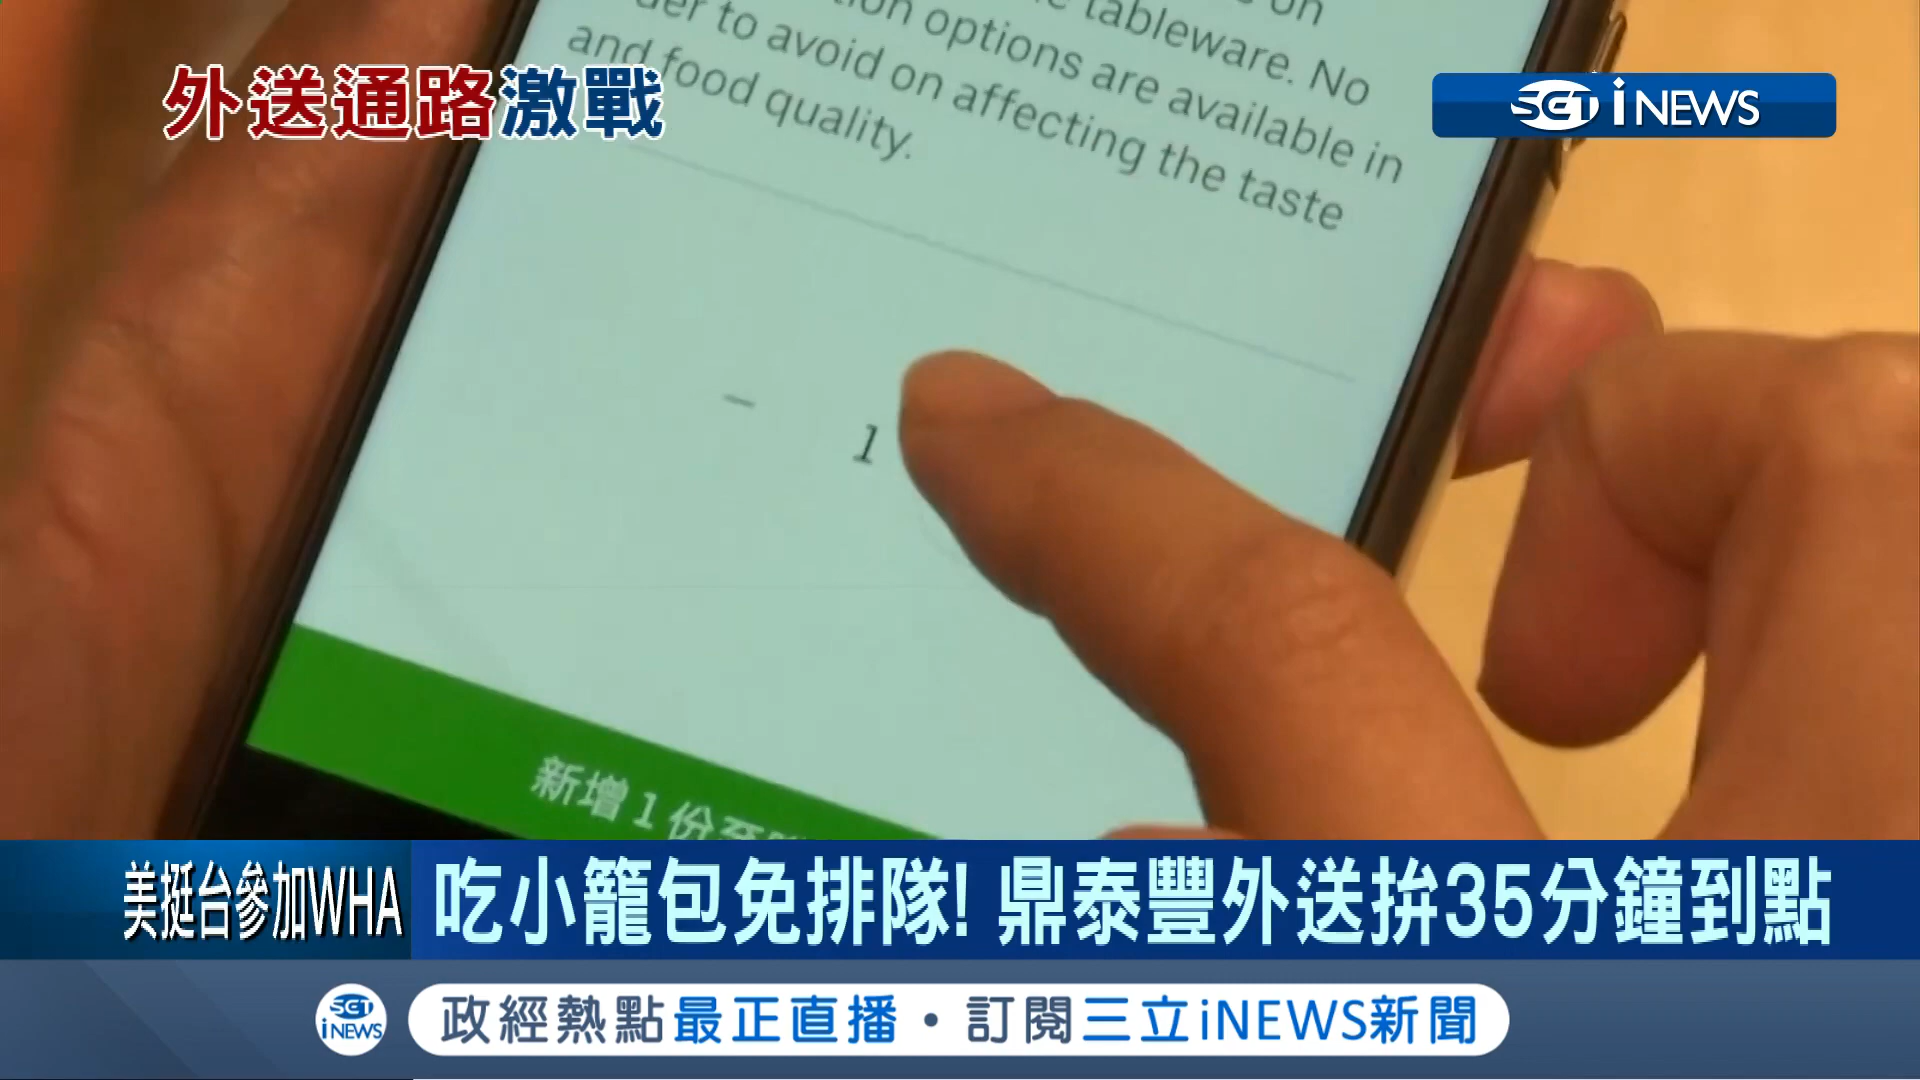 外送通路激戰
SET iNEWS
on
tion options are available in
tableware. No
der to avoid on affecting the taste
and food quality.
−
1
新增 1 份至
美挺台參加WHA
吃小籠包免排隊! 鼎泰豐外送拚35分鐘到點
SET iNEWS
政經熱點最正直播・訂閱三立iNEWS新聞